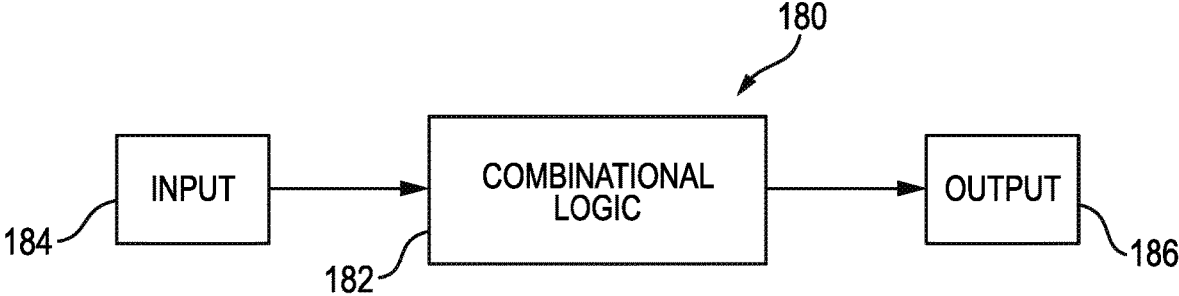 180
INPUT
COMBINATIONAL
LOGIC
OUTPUT
184
182
186